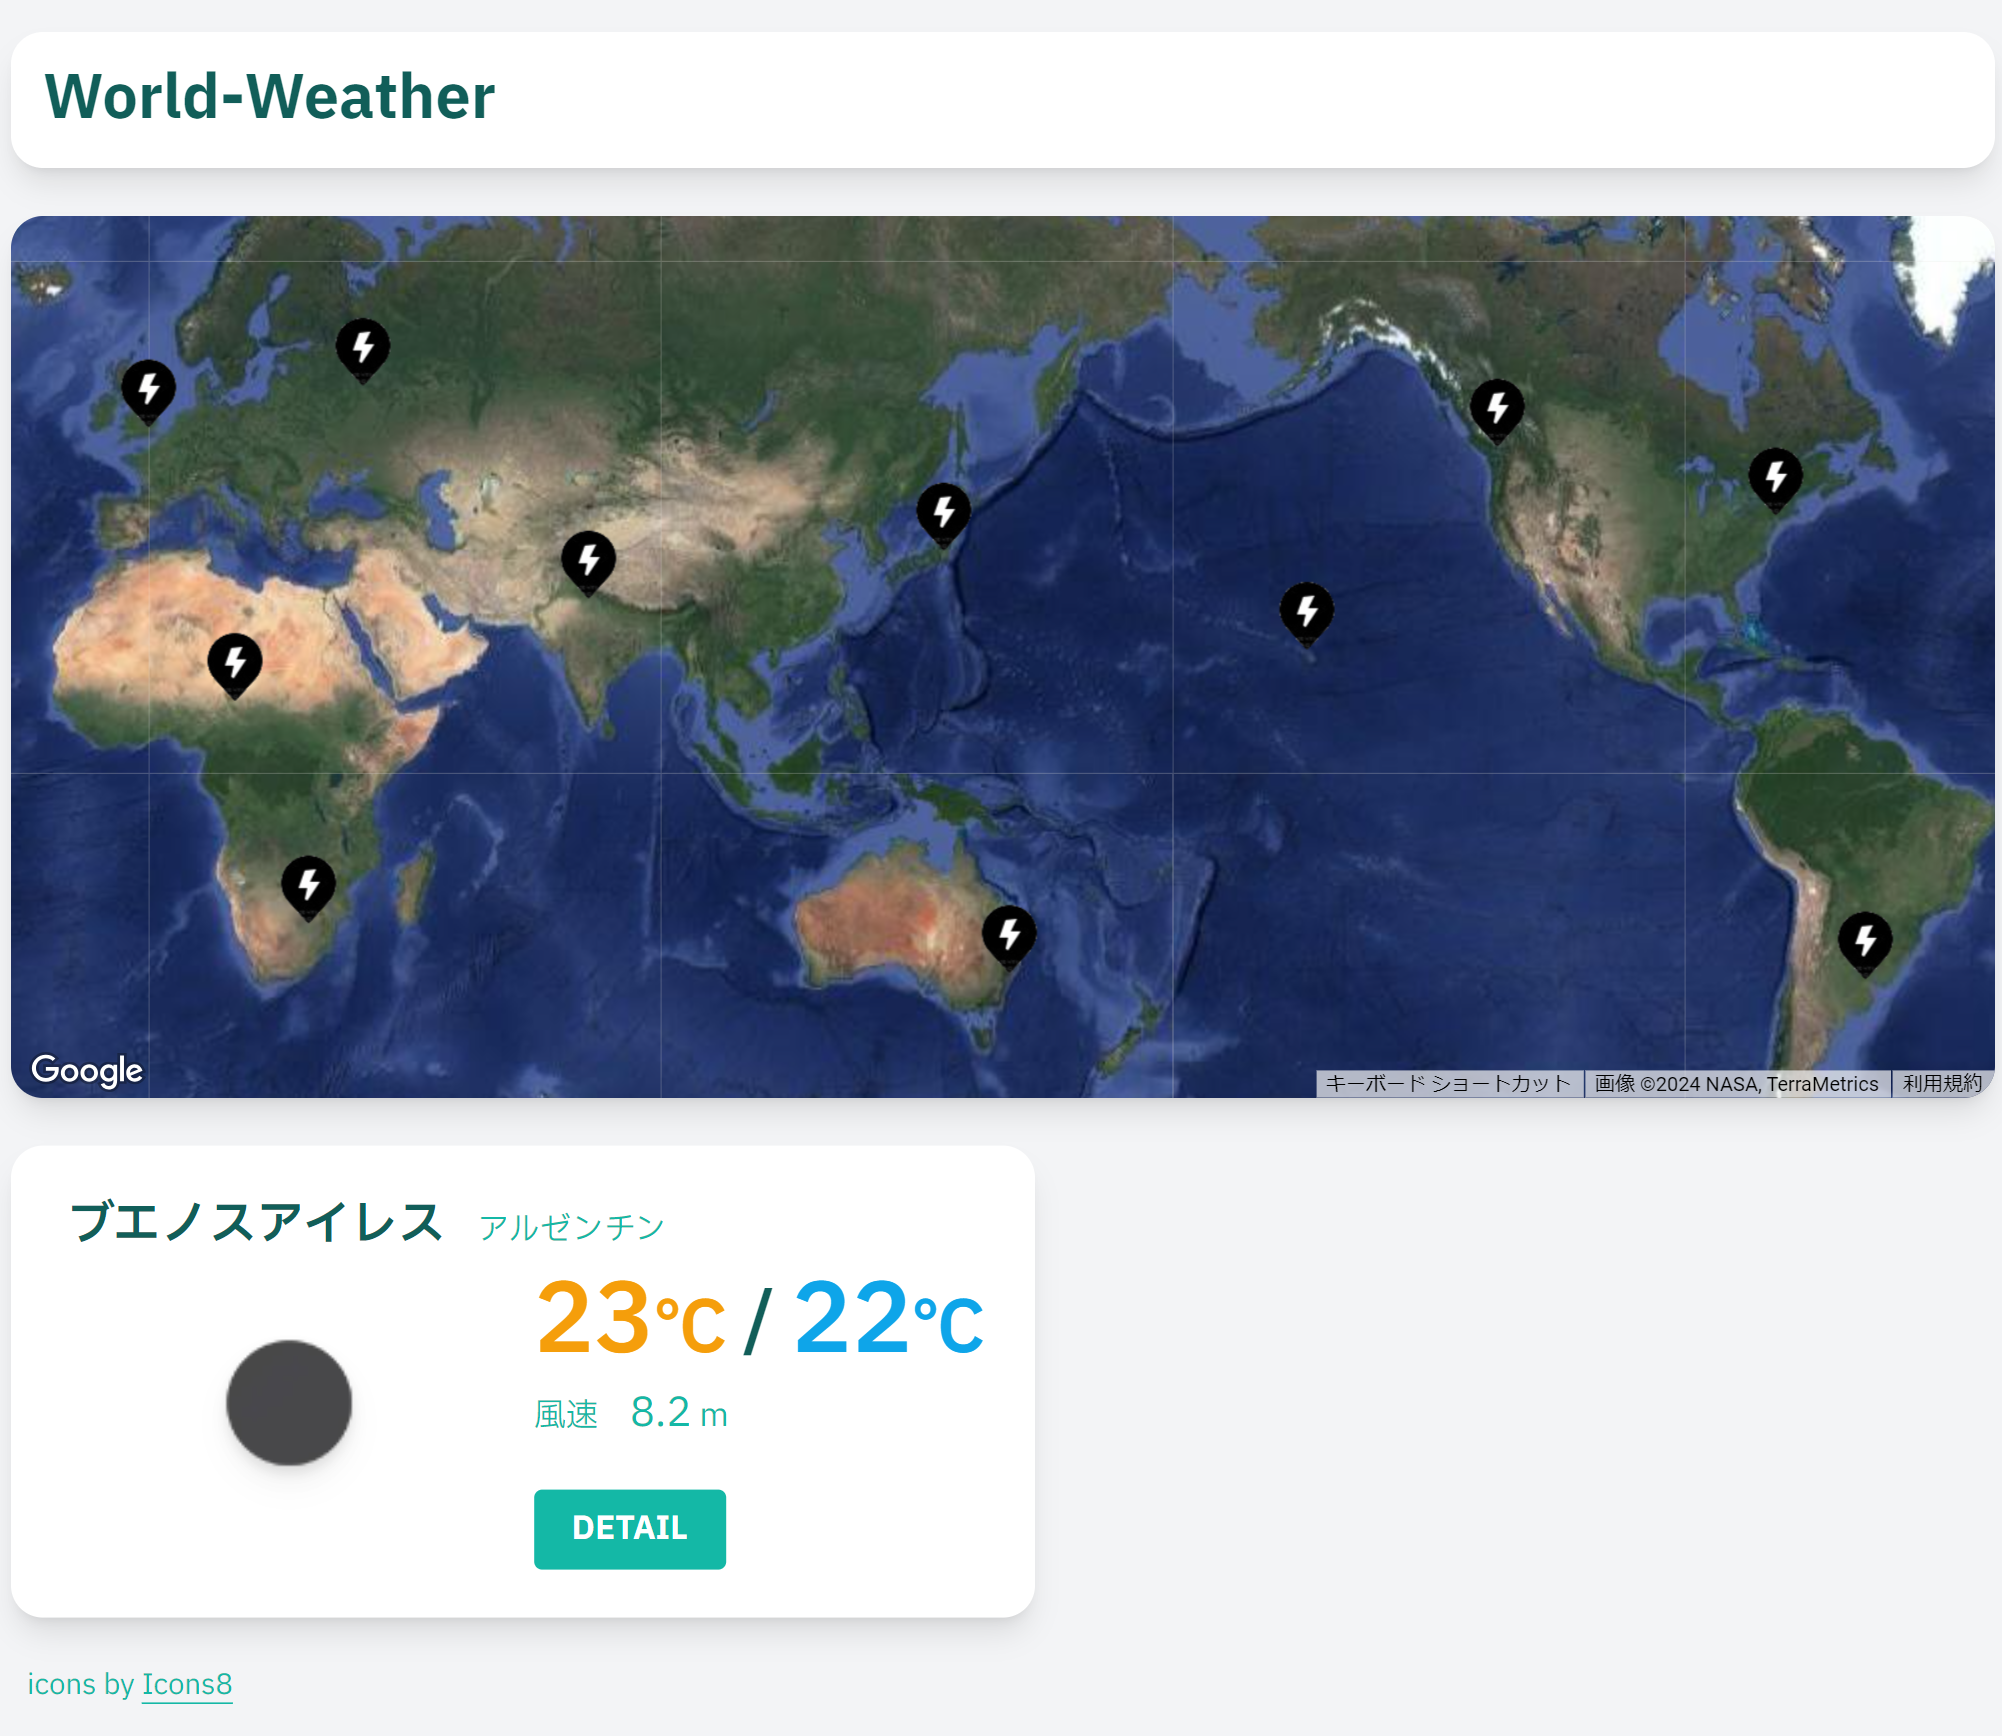 World-Weather
Google
キーボード ショートカット
画像 ©2024 NASA, TerraMetrics
利用規約
ブエノスアイレス アルゼンチン
23℃ / 22℃
風速 8.2 m
DETAIL
icons by Icons8